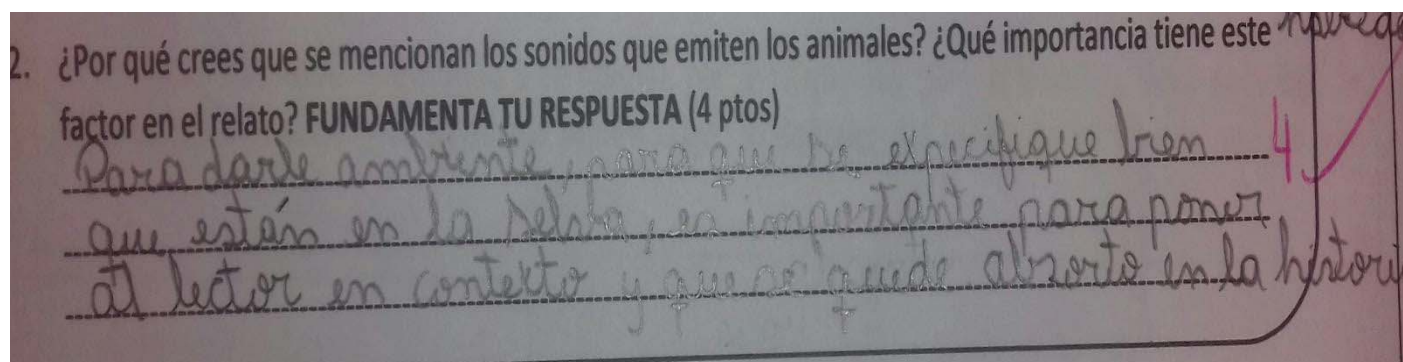 2. ¿Por qué crees que se mencionan los sonidos que emiten los animales? ¿Qué importancia tiene este
factor en el relato? FUNDAMENTA TU RESPUESTA (4 ptos)
Para darle ambiente, para que se especifique bien 4
que están en la selva, es importante para poner
al lector en contexto y que se quede absorto en la histori